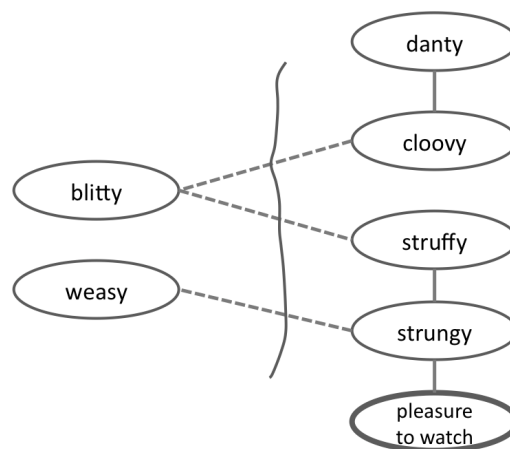 danty
cloovy
blitty
struffy
weasy
strungy
pleasure
to watch